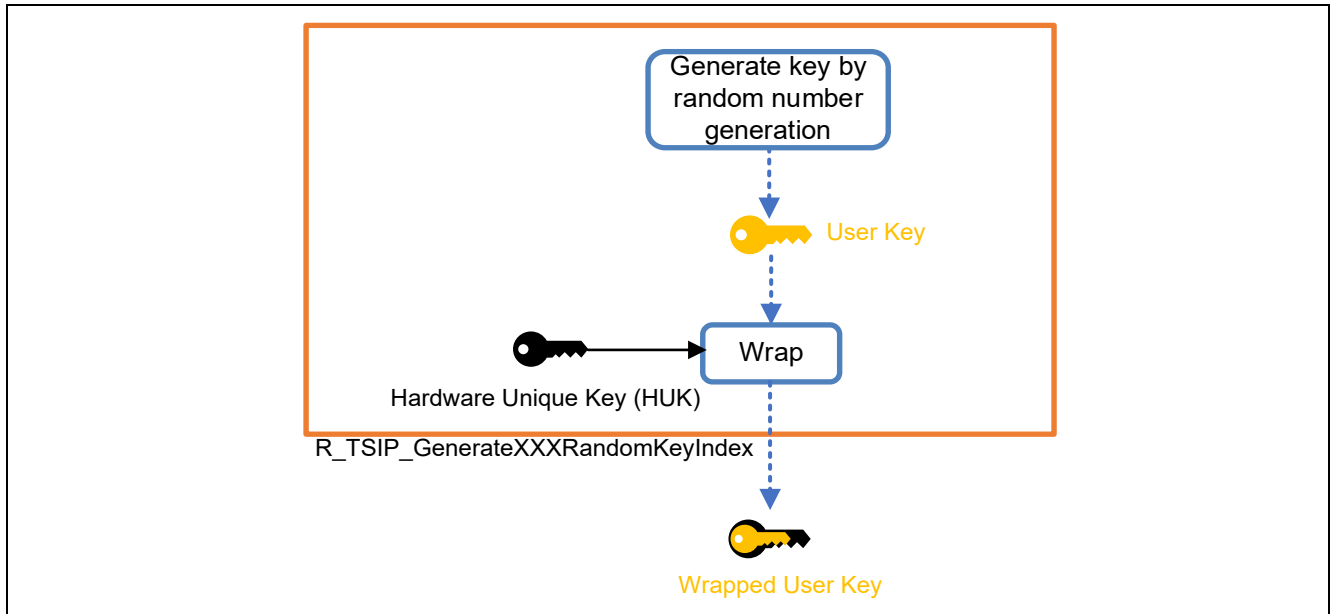 Generate key by
random number
generation
User Key
Wrap
Hardware Unique Key (HUK)
R_TSIP_GenerateXXXRandomKeyIndex
Wrapped User Key